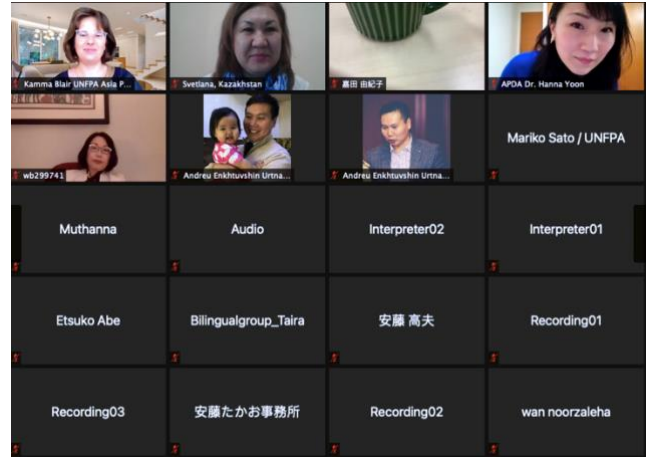 Kamma Blair UNFPA Asia P...
Svetlana, Kazakhstan
嘉田 由紀子
APDA Dr. Hanna Yoon
wb299741
Andreu Enkhtuvshin Urtna...
Andreu Enkhtuvshin Urtna...
Mariko Sato / UNFPA
Muthanna
Audio
Interpreter02
Interpreter01
Etsuko Abe
Bilingualgroup_Taira
安藤 高夫
Recording01
Recording03
安藤たかお事務所
Recording02
wan noorzaleha